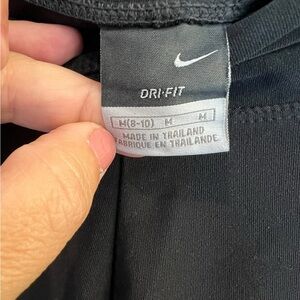 DRI-FIT
M(8-10) M M
MADE IN THAILAND
FABRIQUE EN THAILANDE